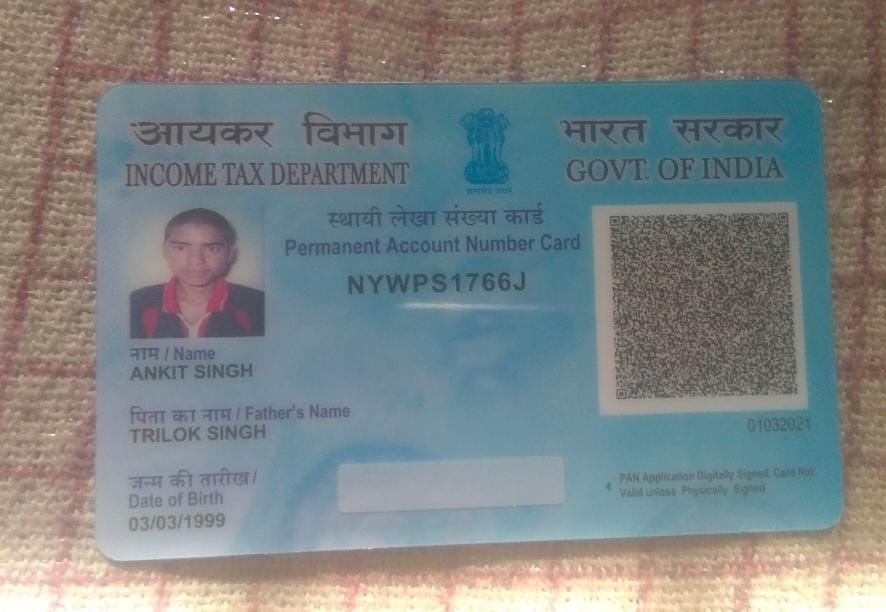 आयकर विभाग
INCOME TAX DEPARTMENT
सत्यमेव जयते
भारत सरकार
GOVT. OF INDIA
स्थायी लेखा संख्या कार्ड
Permanent Account Number Card
NYWPS1766J
नाम / Name
ANKIT SINGH
पिता का नाम / Father's Name
TRILOK SINGH
जन्म की तारीख /
Date of Birth
03/03/1999
01032021
PAN Application Digitally Signed, Card Not
Valid unless Physically Signed